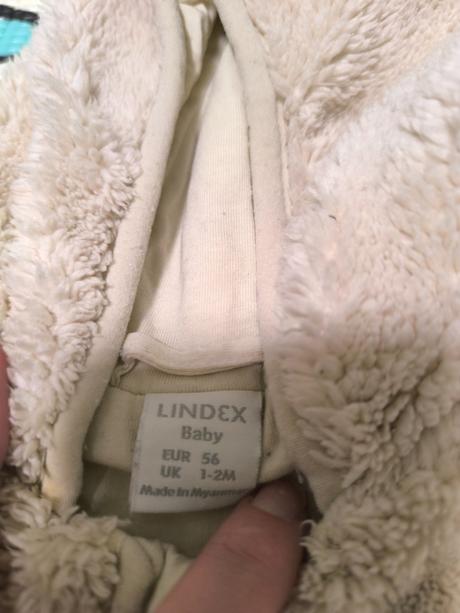 LINDEX
Baby
EUR 56
UK 1-2M
Made In Myanmar